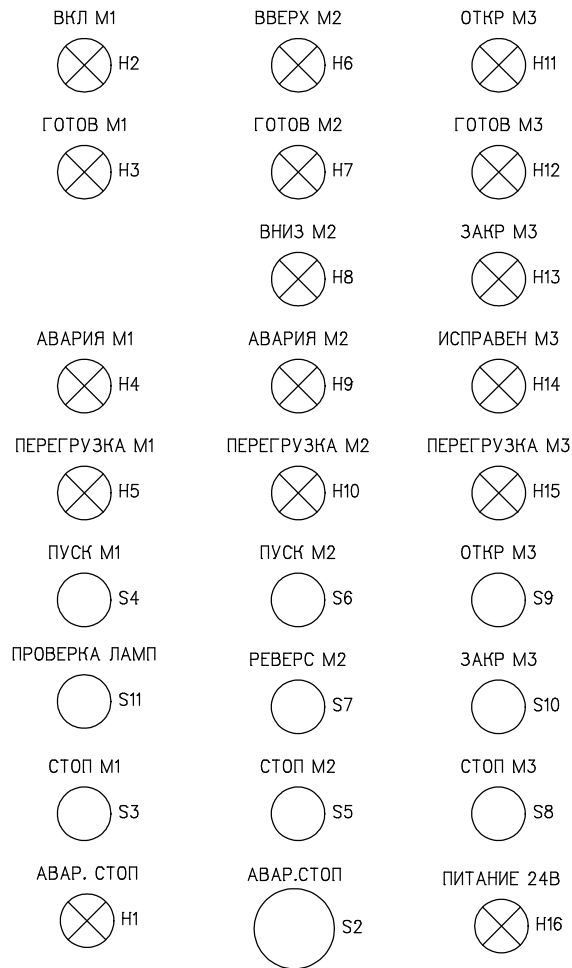 ВКЛ М1 ВВЕРХ М2 ОТКР М3
Н2 Н6 Н11
ГОТОВ М1 ГОТОВ М2 ГОТОВ М3
Н3 Н7 Н12
ВНИЗ М2 ЗАКР М3
Н8 Н13
АВАРИЯ М1 АВАРИЯ М2 ИСПРАВЕН М3
Н4 Н9 Н14
ПЕРЕГРУЗКА М1 ПЕРЕГРУЗКА М2 ПЕРЕГРУЗКА М3
Н5 Н10 Н15
ПУСК М1 ПУСК М2 ОТКР М3
S4 S6 S9
ПРОВЕРКА ЛАМП РЕВЕРС М2 ЗАКР М3
S11 S7 S10
СТОП М1 СТОП М2 СТОП М3
S3 S5 S8
АВАР. СТОП АВАР.СТОП ПИТАНИЕ 24В
Н1 S2 Н16